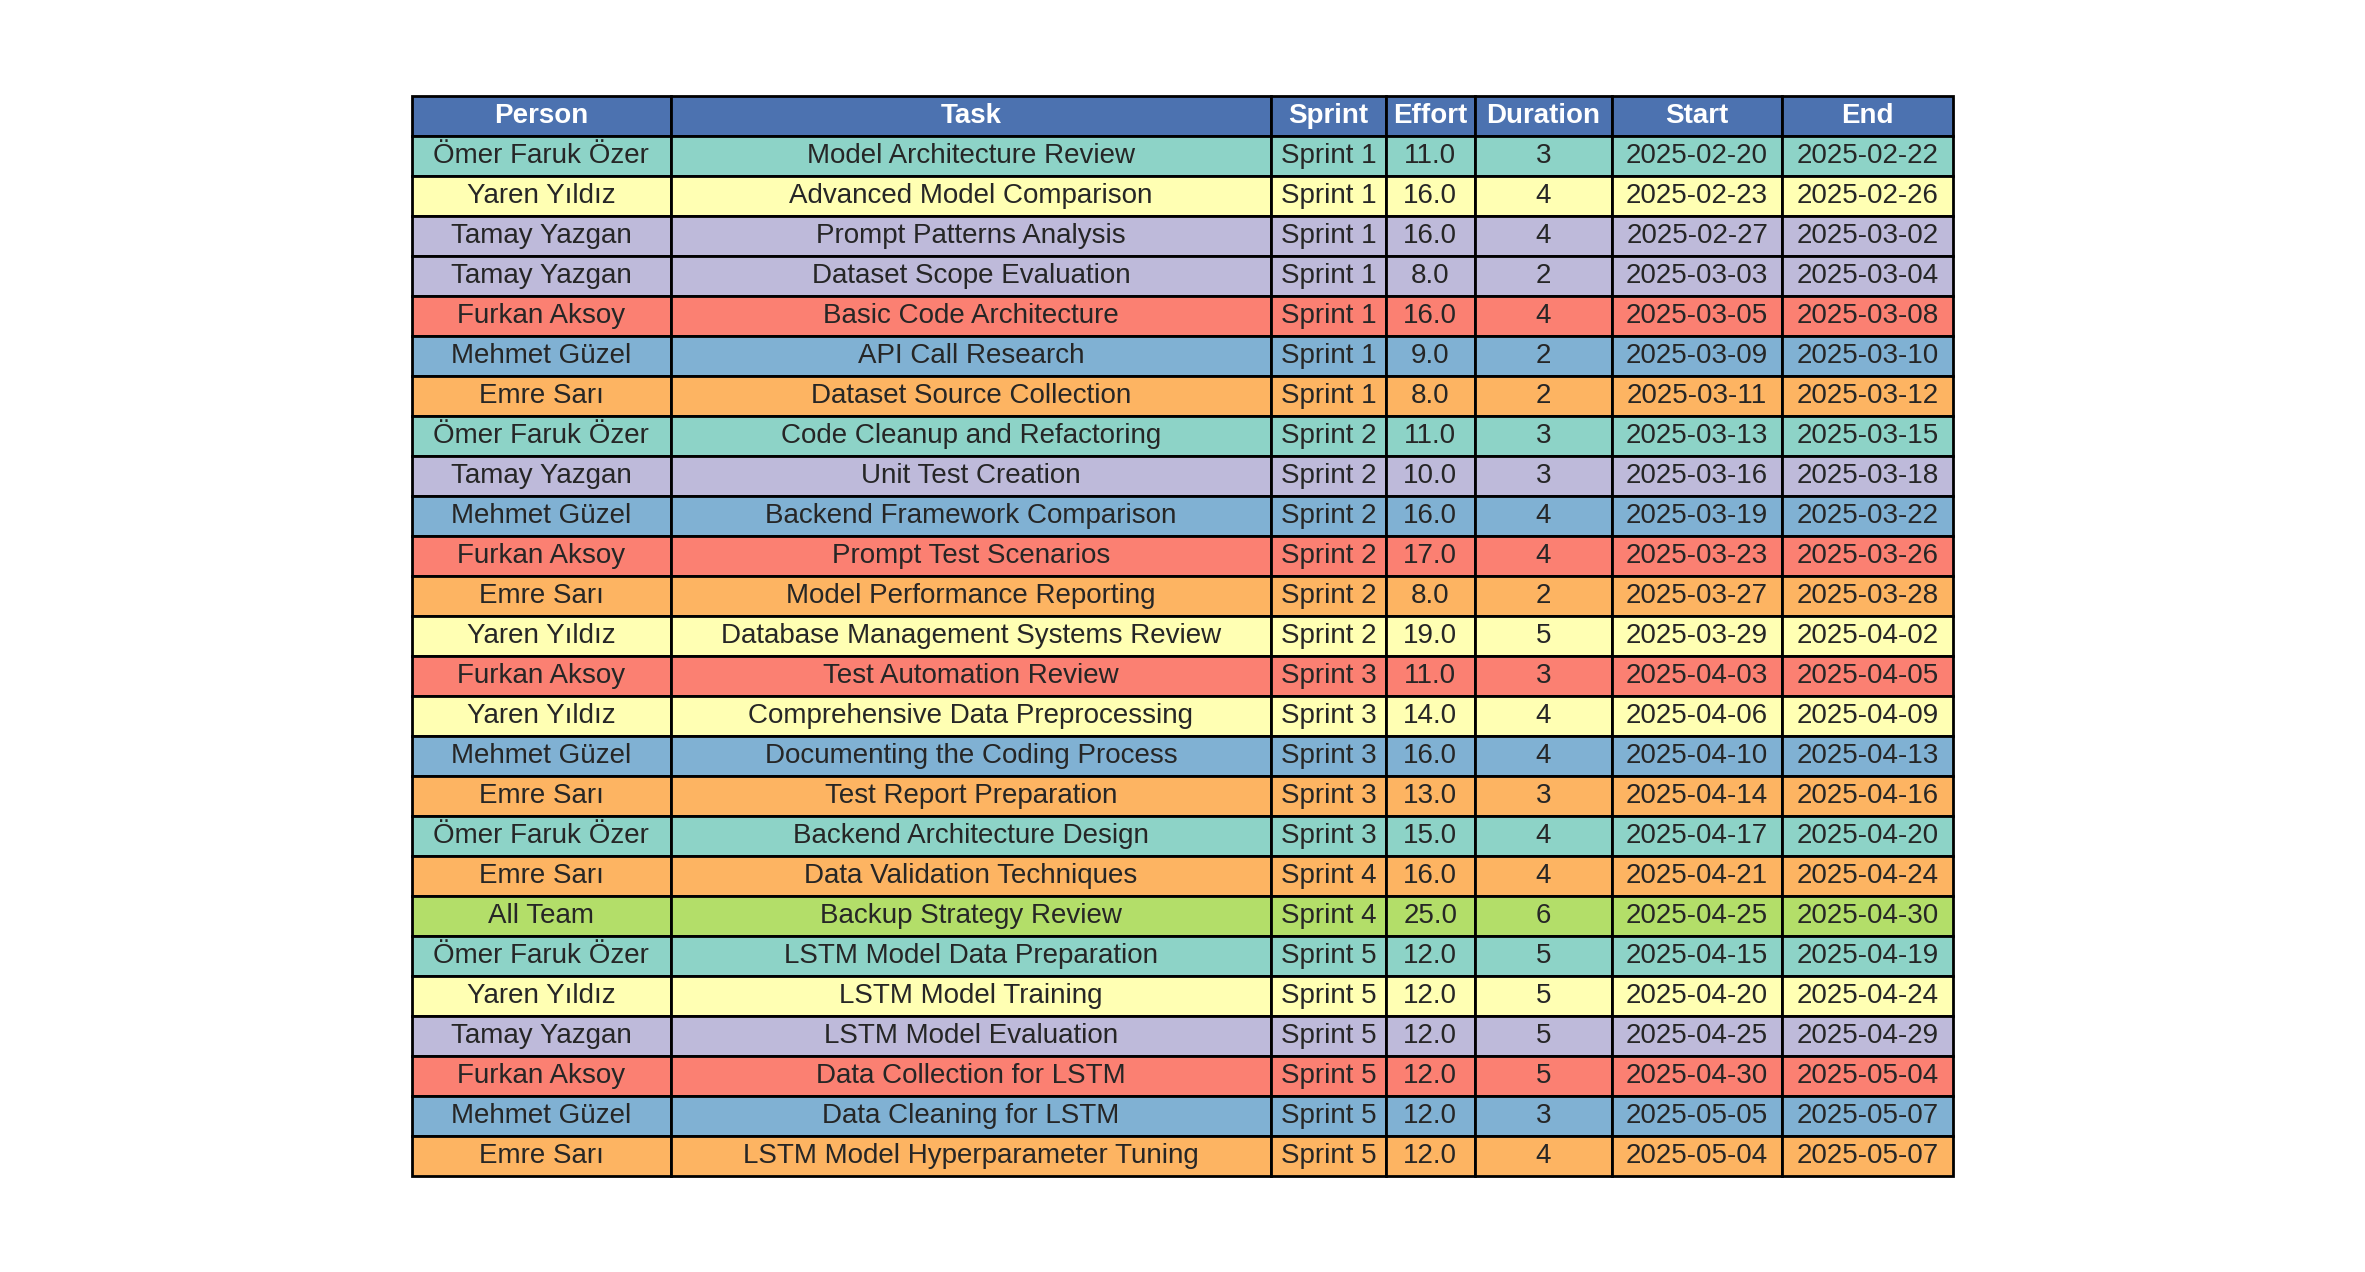 Person Task Sprint Effort Duration Start End
Ömer Faruk Özer Model Architecture Review Sprint 1 11.0 3 2025-02-20 2025-02-22
Yaren Yıldız Advanced Model Comparison Sprint 1 16.0 4 2025-02-23 2025-02-26
Tamay Yazgan Prompt Patterns Analysis Sprint 1 16.0 4 2025-02-27 2025-03-02
Tamay Yazgan Dataset Scope Evaluation Sprint 1 8.0 2 2025-03-03 2025-03-04
Furkan Aksoy Basic Code Architecture Sprint 1 16.0 4 2025-03-05 2025-03-08
Mehmet Güzel API Call Research Sprint 1 9.0 2 2025-03-09 2025-03-10
Emre Sarı Dataset Source Collection Sprint 1 8.0 2 2025-03-11 2025-03-12
Ömer Faruk Özer Code Cleanup and Refactoring Sprint 2 11.0 3 2025-03-13 2025-03-15
Tamay Yazgan Unit Test Creation Sprint 2 10.0 3 2025-03-16 2025-03-18
Mehmet Güzel Backend Framework Comparison Sprint 2 16.0 4 2025-03-19 2025-03-22
Furkan Aksoy Prompt Test Scenarios Sprint 2 17.0 4 2025-03-23 2025-03-26
Emre Sarı Model Performance Reporting Sprint 2 8.0 2 2025-03-27 2025-03-28
Yaren Yıldız Database Management Systems Review Sprint 2 19.0 5 2025-03-29 2025-04-02
Furkan Aksoy Test Automation Review Sprint 3 11.0 3 2025-04-03 2025-04-05
Yaren Yıldız Comprehensive Data Preprocessing Sprint 3 14.0 4 2025-04-06 2025-04-09
Mehmet Güzel Documenting the Coding Process Sprint 3 16.0 4 2025-04-10 2025-04-13
Emre Sarı Test Report Preparation Sprint 3 13.0 3 2025-04-14 2025-04-16
Ömer Faruk Özer Backend Architecture Design Sprint 3 15.0 4 2025-04-17 2025-04-20
Emre Sarı Data Validation Techniques Sprint 4 16.0 4 2025-04-21 2025-04-24
All Team Backup Strategy Review Sprint 4 25.0 6 2025-04-25 2025-04-30
Ömer Faruk Özer LSTM Model Data Preparation Sprint 5 12.0 5 2025-04-15 2025-04-19
Yaren Yıldız LSTM Model Training Sprint 5 12.0 5 2025-04-20 2025-04-24
Tamay Yazgan LSTM Model Evaluation Sprint 5 12.0 5 2025-04-25 2025-04-29
Furkan Aksoy Data Collection for LSTM Sprint 5 12.0 5 2025-04-30 2025-05-04
Mehmet Güzel Data Cleaning for LSTM Sprint 5 12.0 3 2025-05-05 2025-05-07
Emre Sarı LSTM Model Hyperparameter Tuning Sprint 5 12.0 4 2025-05-04 2025-05-07